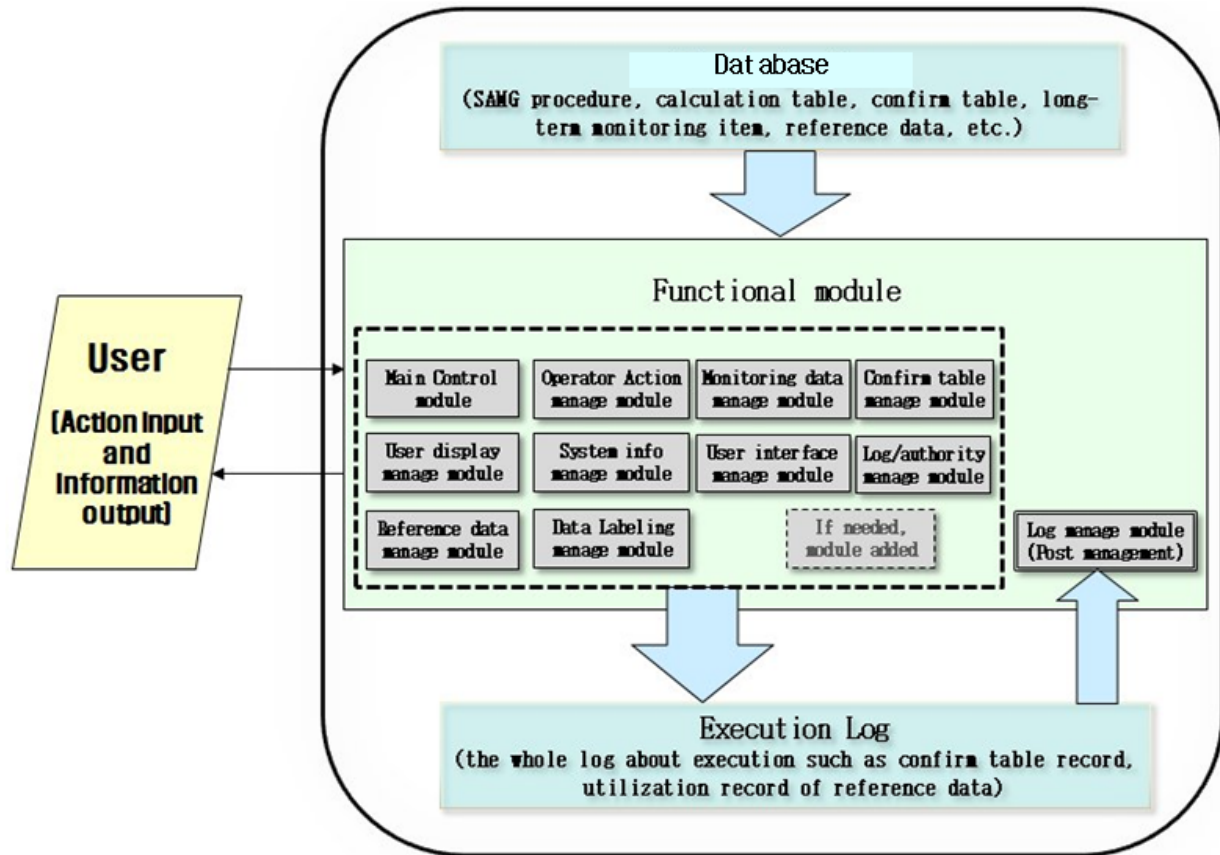 Database
(SAMG procedure, calculation table, confirm table, long-
term monitoring item, reference data, etc.)
Functional module
User
(Action Input
and
Information
output)
Main Control
module
Operator Action
manage module
Monitoring data
manage module
Confirm table
manage module
User display
manage module
System info
manage module
User interface
manage module
Log/authority
manage module
Reference data
manage module
Data Labeling
manage module
If needed,
module added
Log manage module
(Post management)
Execution Log
(the whole log about execution such as confirm table record,
utilization record of reference data)